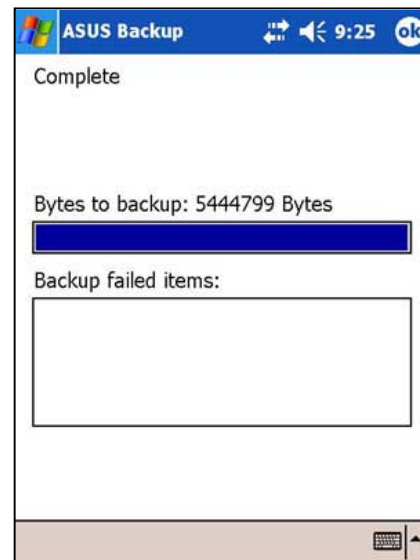 ASUS Backup 9:25 ok
Complete
Bytes to backup: 5444799 Bytes
Backup failed items: